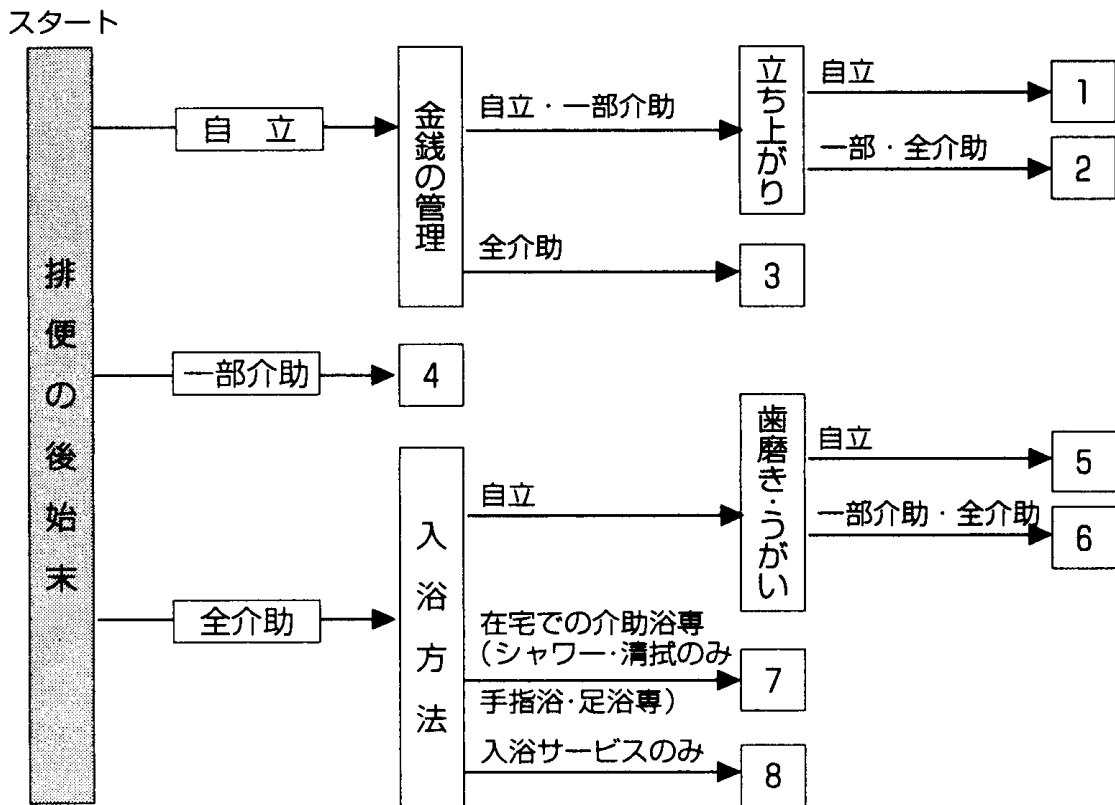 スタート
排便の後始末
自 立
金銭の管理
自立・一部介助
立ち上がり
自立
1
一部・全介助
2
全介助
3
一部介助
4
全介助
入浴方法
自立
歯磨き・うがい
自立
5
一部介助・全介助
6
在宅での介助浴専
(シャワー・清拭のみ
手指浴・足浴専)
7
入浴サービスのみ
8